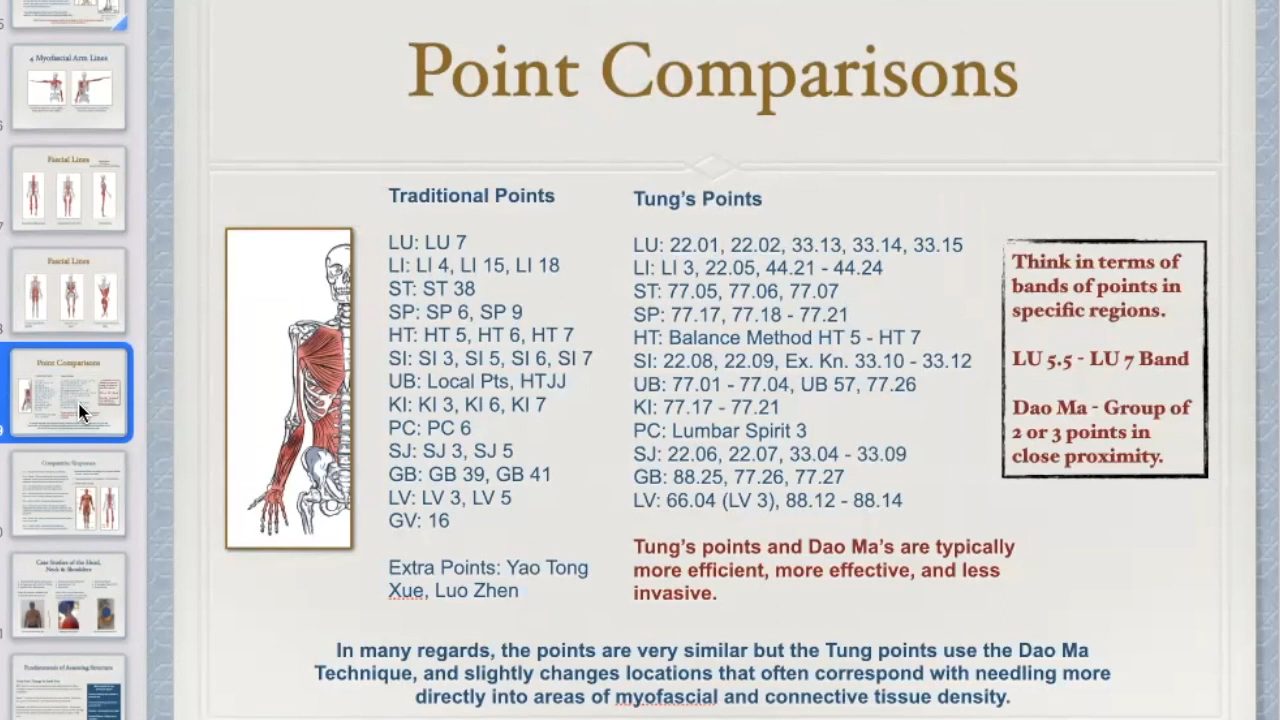 4 Myofascial Arm Lines
Fascial Lines
Fascial Lines
Point Comparisons
Case Studies of the Head,
Neck & Shoulders
Fundamentals of Assessing Structure
Point Comparisons
Traditional Points
LU: LU 7
LI: LI 4, LI 15, LI 18
ST: ST 38
SP: SP 6, SP 9
HT: HT 5, HT 6, HT 7
SI: SI 3, SI 5, SI 6, SI 7
UB: Local Pts, HTJJ
KI: KI 3, KI 6, KI 7
PC: PC 6
SJ: SJ 3, SJ 5
GB: GB 39, GB 41
LV: LV 3, LV 5
GV: 16
Extra Points: Yao Tong
Xue, Luo Zhen
Tung's Points
LU: 22.01, 22.02, 33.13, 33.14, 33.15
LI: LI 3, 22.05, 44.21 - 44.24
ST: 77.05, 77.06, 77.07
SP: 77.17, 77.18 - 77.21
HT: Balance Method HT 5 - HT 7
SI: 22.08, 22.09, Ex. Kn. 33.10 - 33.12
UB: 77.01 - 77.04, UB 57, 77.26
KI: 77.17 - 77.21
PC: Lumbar Spirit 3
SJ: 22.06, 22.07, 33.04 - 33.09
GB: 88.25, 77.26, 77.27
LV: 66.04 (LV 3), 88.12 - 88.14
Tung's points and Dao Ma's are typically
more efficient, more effective, and less
invasive.
Think in terms of
bands of points in
specific regions.
LU 5.5 - LU 7 Band
Dao Ma - Group of
2 or 3 points in
close proximity.
In many regards, the points are very similar but the Tung points use the Dao Ma
Technique, and slightly changes locations the often correspond with needling more
directly into areas of myofascial and connective tissue density.